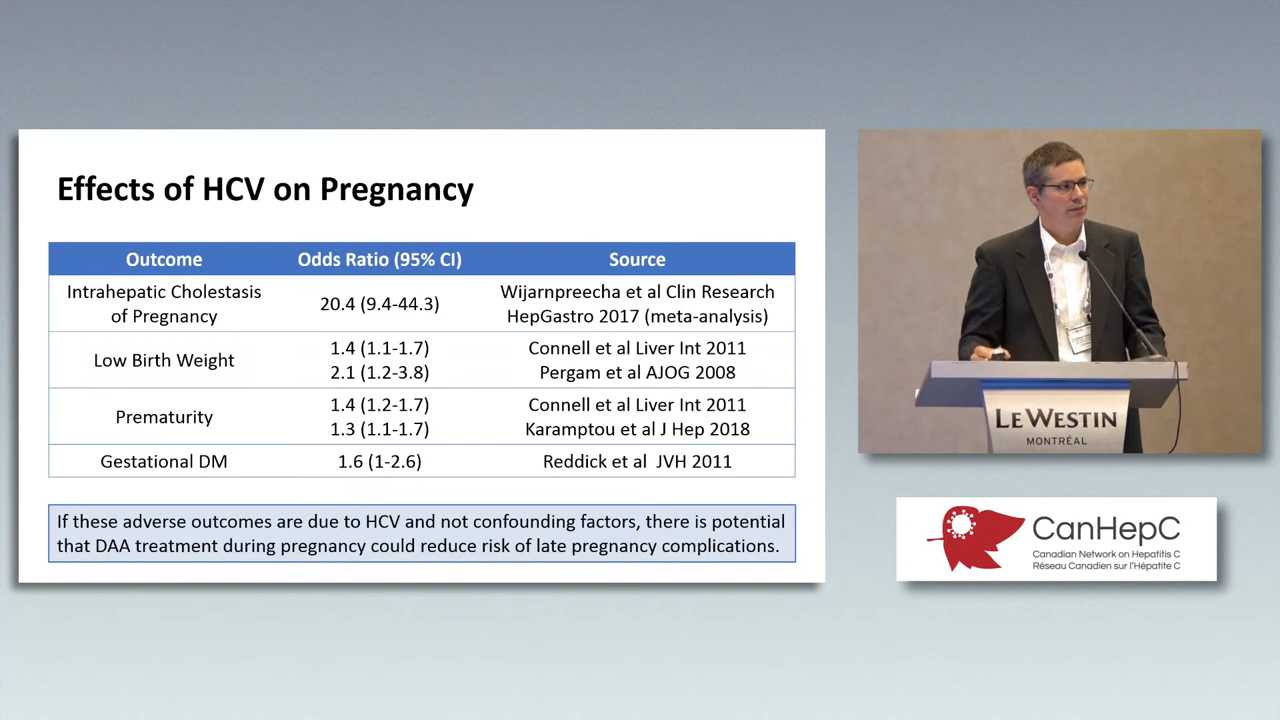 Effects of HCV on Pregnancy
Outcome Odds Ratio (95% CI) Source
Intrahepatic Cholestasis
of Pregnancy
20.4 (9.4-44.3)
Wijarnpreecha et al Clin Research
HepGastro 2017 (meta-analysis)
Low Birth Weight
1.4 (1.1-1.7)
2.1 (1.2-3.8)
Connell et al Liver Int 2011
Pergam et al AJOG 2008
Prematurity
1.4 (1.2-1.7)
1.3 (1.1-1.7)
Connell et al Liver Int 2011
Karamptou et al J Hep 2018
Gestational DM 1.6 (1-2.6) Reddick et al JVH 2011
If these adverse outcomes are due to HCV and not confounding factors, there is potential
that DAA treatment during pregnancy could reduce risk of late pregnancy complications.
LE WESTIN
MONTRÉAL
CanHepC
Canadian Network on Hepatitis C
Réseau Canadien sur l'Hépatite C